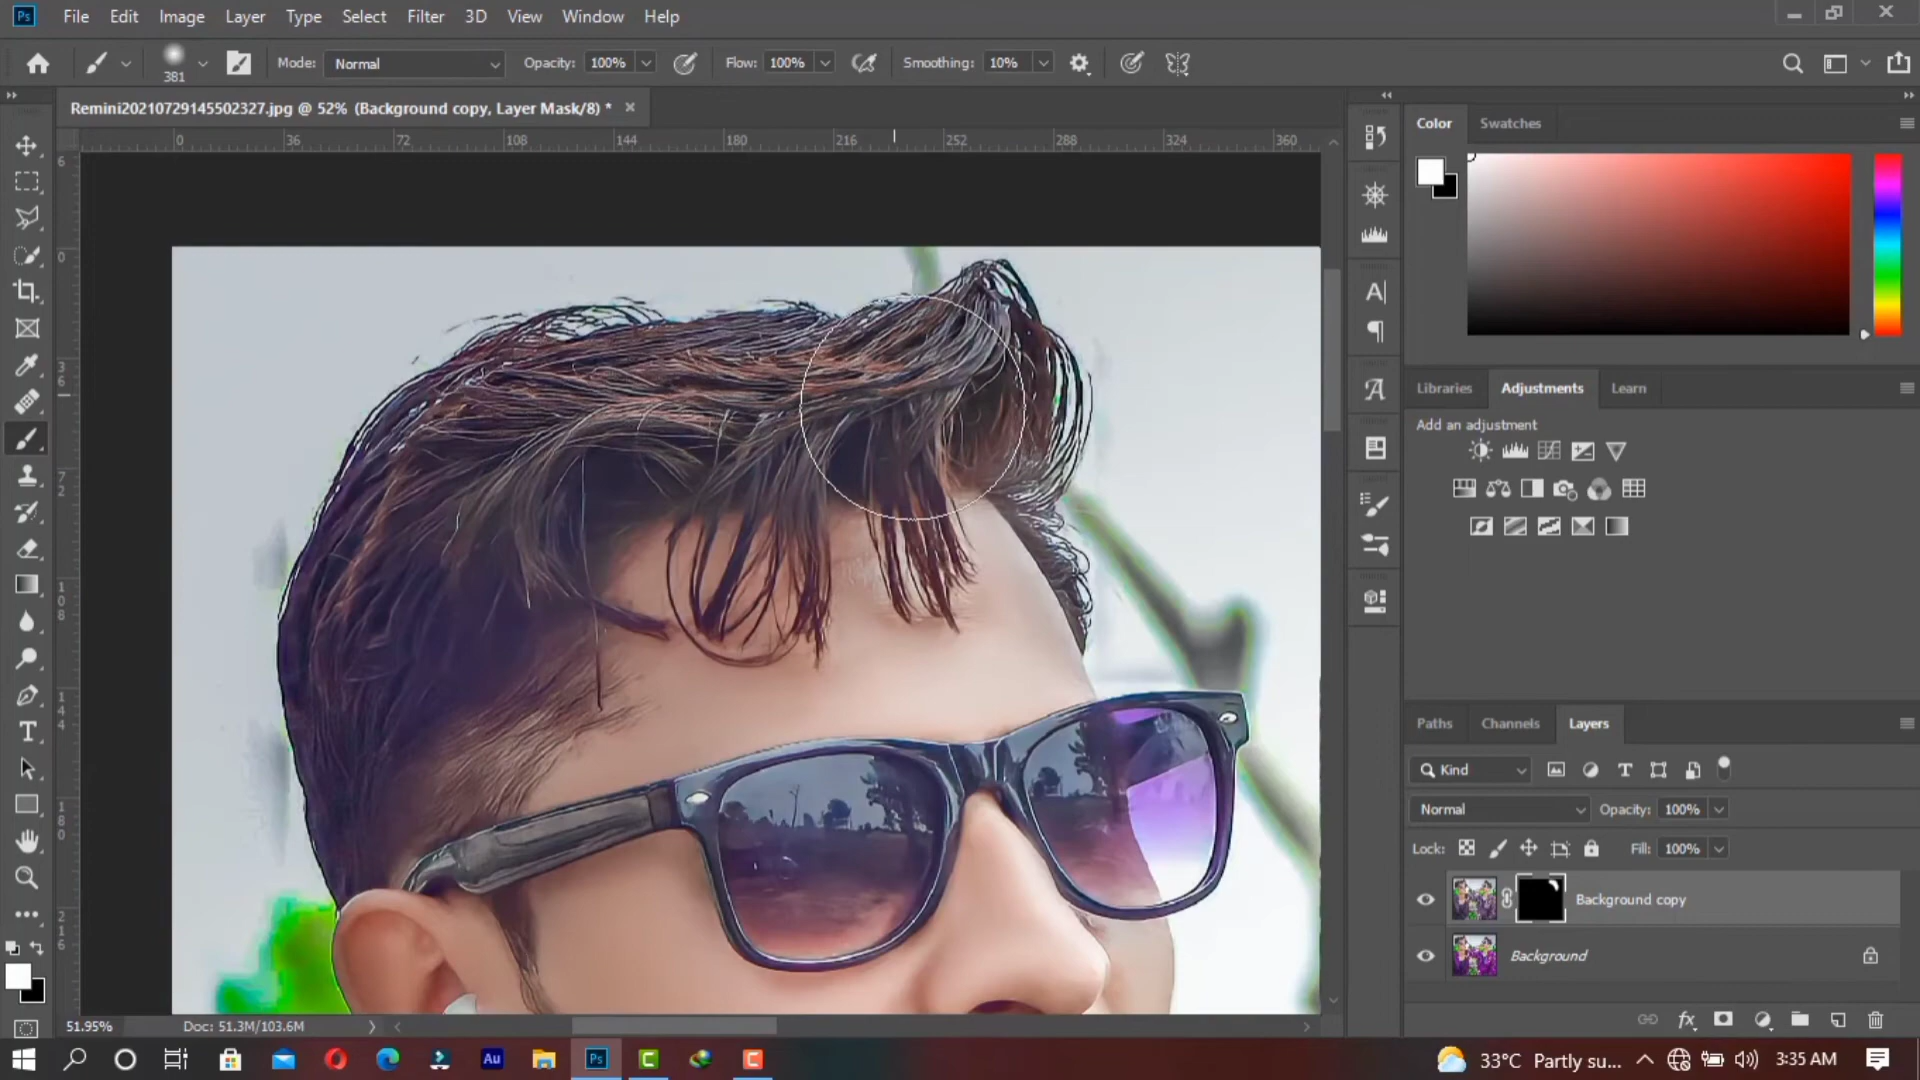 Ps File Edit Image Layer Type Select Filter 3D View Window Help
381 Mode: Normal Opacity: 100% Flow: 100% Smoothing: 10%
Remini20210729145502327.jpg @ 52% (Background copy, Layer Mask/8) *
0 36 72 108 144 180 216 252 288 324 360
6
0
36
72
108
144
180
216
Color Swatches
Libraries Adjustments Learn
Add an adjustment
Paths Channels Layers
Kind
Normal Opacity: 100%
Lock: Fill: 100%
Background copy
Background
51.95% Doc: 51.3M/103.6M
Au Ps C C 33°C Partly su... 3:35 AM